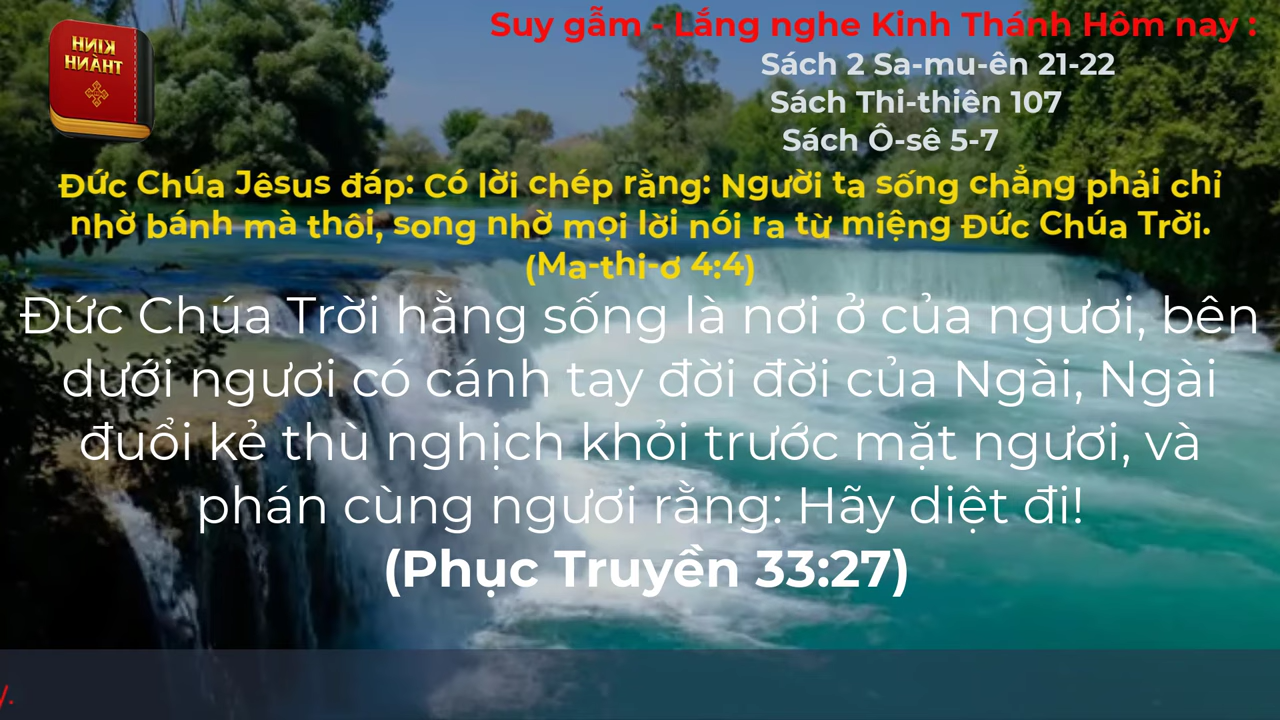 KINH
THÁNH
Suy gẫm - Lắng nghe Kinh Thánh Hôm nay :
Sách 2 Sa-mu-ên 21-22
Sách Thi-thiên 107
Sách Ô-sê 5-7
Đức Chúa Jêsus đáp: Có lời chép rằng: Người ta sống chẳng phải chỉ
nhờ bánh mà thôi, song nhờ mọi lời nói ra từ miệng Đức Chúa Trời.
(Ma-thi-ơ 4:4)
Đức Chúa Trời hằng sống là nơi ở của ngươi, bên
dưới ngươi có cánh tay đời đời của Ngài, Ngài
đuổi kẻ thù nghịch khỏi trước mặt ngươi, và
phán cùng ngươi rằng: Hãy diệt đi!
(Phục Truyền 33:27)
y.